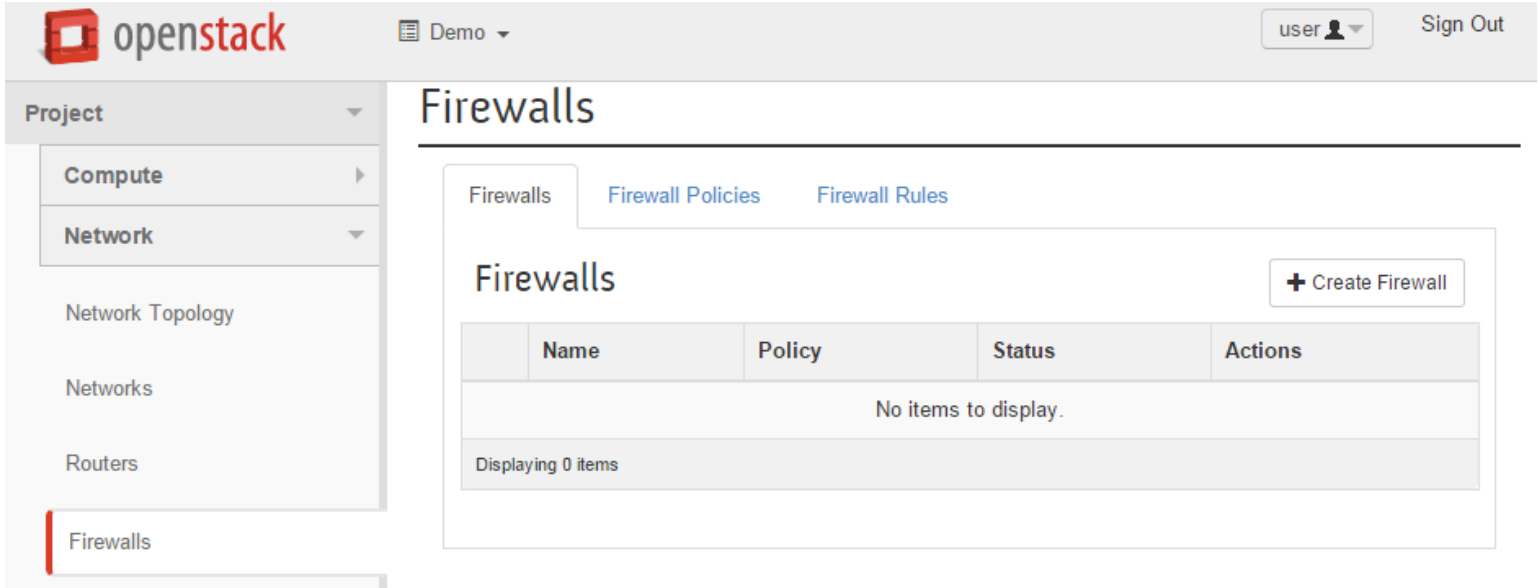 openstack
Demo
user
Sign Out
Project
Compute
Network
Network Topology
Networks
Routers
Firewalls
Firewalls
Firewalls Firewall Policies Firewall Rules
Firewalls
+ Create Firewall
Name Policy Status Actions
No items to display.
Displaying 0 items